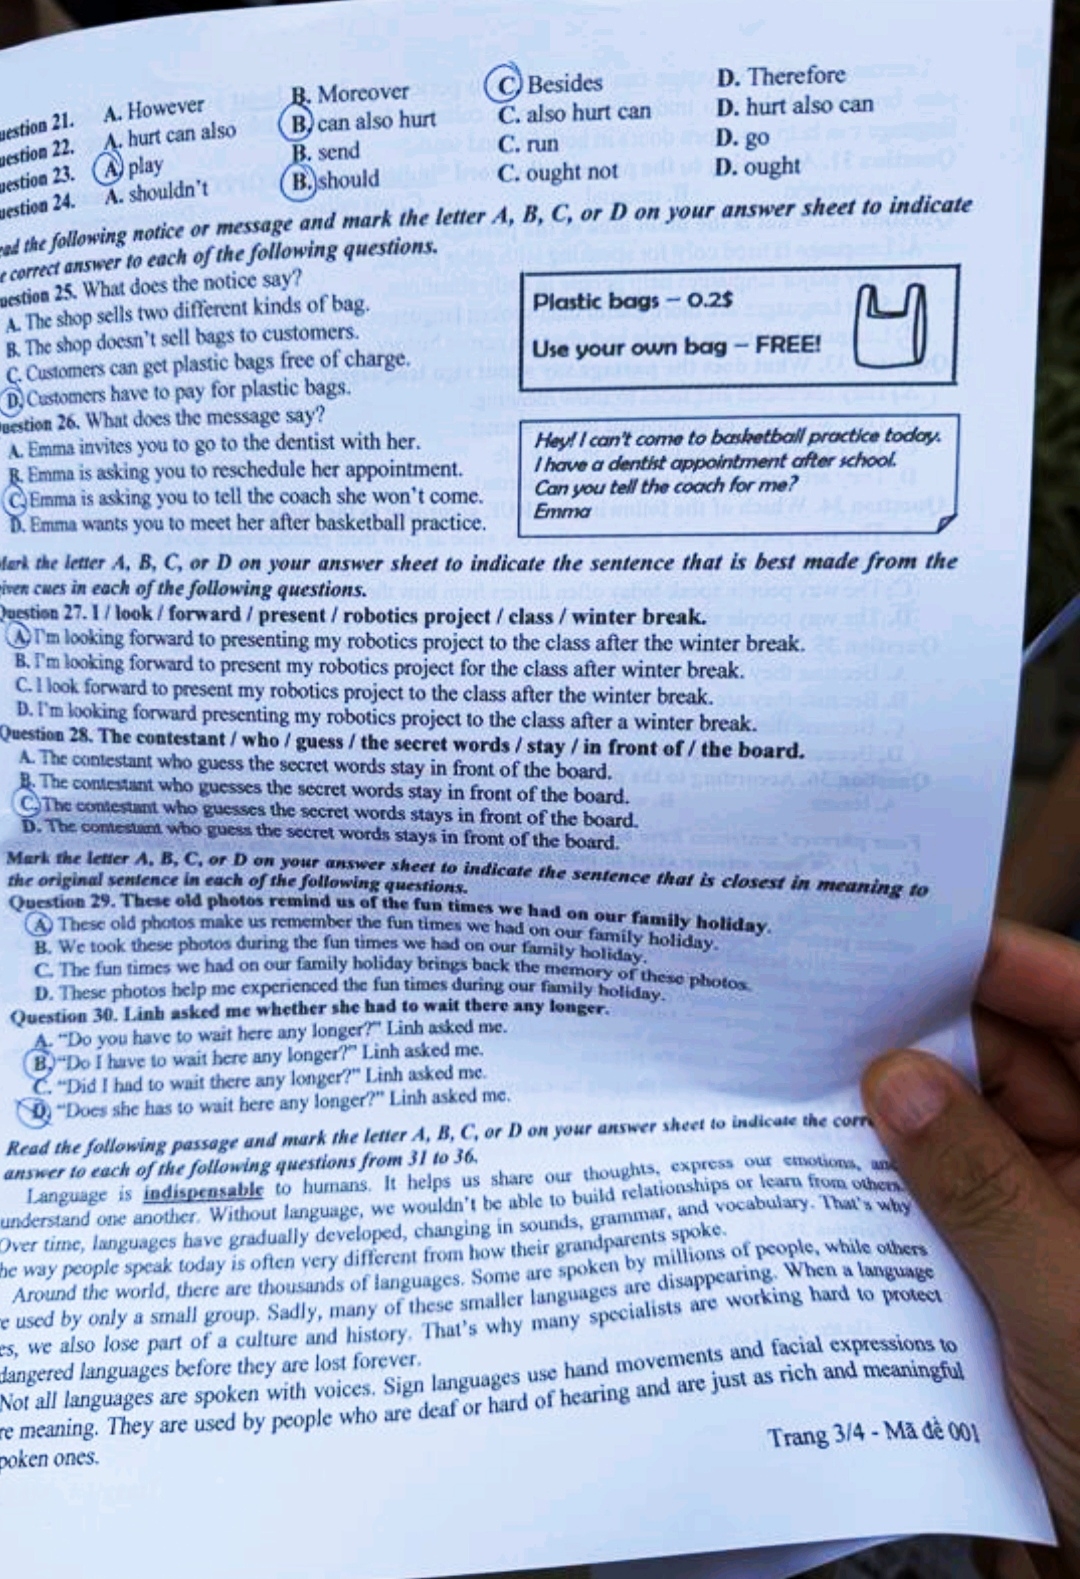 uestion 21. A. However B. Moreover C. Besides D. Therefore
uestion 22. A. hurt can also B. can also hurt C. also hurt can D. hurt also can
uestion 23. A. play B. send C. run D. go
uestion 24. A. shouldn't B. should C. ought not D. ought
ead the following notice or message and mark the letter A, B, C, or D on your answer sheet to indicate
e correct answer to each of the following questions.
uestion 25. What does the notice say?
A. The shop sells two different kinds of bag.
B. The shop doesn't sell bags to customers.
C. Customers can get plastic bags free of charge.
D. Customers have to pay for plastic bags.
Plastic bags – 0.2$
Use your own bag – FREE!
uestion 26. What does the message say?
A. Emma invites you to go to the dentist with her.
B. Emma is asking you to reschedule her appointment.
C. Emma is asking you to tell the coach she won't come.
D. Emma wants you to meet her after basketball practice.
Hey! I can't come to basketball practice today.
I have a dentist appointment after school.
Can you tell the coach for me?
Emma
Mark the letter A, B, C, or D on your answer sheet to indicate the sentence that is best made from the
given cues in each of the following questions.
Question 27. I / look / forward / present / robotics project / class / winter break.
A. I'm looking forward to presenting my robotics project to the class after the winter break.
B. I'm looking forward to present my robotics project for the class after winter break.
C. I look forward to present my robotics project to the class after the winter break.
D. I'm looking forward presenting my robotics project to the class after a winter break.
Question 28. The contestant / who / guess / the secret words / stay / in front of / the board.
A. The contestant who guess the secret words stay in front of the board.
B. The contestant who guesses the secret words stay in front of the board.
C. The contestant who guesses the secret words stays in front of the board.
D. The contestant who guess the secret words stays in front of the board.
Mark the letter A, B, C, or D on your answer sheet to indicate the sentence that is closest in meaning to
the original sentence in each of the following questions.
Question 29. These old photos remind us of the fun times we had on our family holiday.
A. These old photos make us remember the fun times we had on our family holiday.
B. We took these photos during the fun times we had on our family holiday.
C. The fun times we had on our family holiday brings back the memory of these photos.
D. These photos help me experienced the fun times during our family holiday.
Question 30. Linh asked me whether she had to wait there any longer.
A. "Do you have to wait here any longer?" Linh asked me.
B. "Do I have to wait here any longer?" Linh asked me.
C. "Did I had to wait there any longer?" Linh asked me.
D. "Does she has to wait here any longer?" Linh asked me.
Read the following passage and mark the letter A, B, C, or D on your answer sheet to indicate the corre
answer to each of the following questions from 31 to 36.
Language is indispensable to humans. It helps us share our thoughts, express our emotions, and
understand one another. Without language, we wouldn't be able to build relationships or learn from others.
Over time, languages have gradually developed, changing in sounds, grammar, and vocabulary. That's why
he way people speak today is often very different from how their grandparents spoke.
Around the world, there are thousands of languages. Some are spoken by millions of people, while others
e used by only a small group. Sadly, many of these smaller languages are disappearing. When a language
es, we also lose part of a culture and history. That's why many specialists are working hard to protect
dangered languages before they are lost forever.
Not all languages are spoken with voices. Sign languages use hand movements and facial expressions to
re meaning. They are used by people who are deaf or hard of hearing and are just as rich and meaningful
poken ones.
Trang 3/4 - Mã đề 001